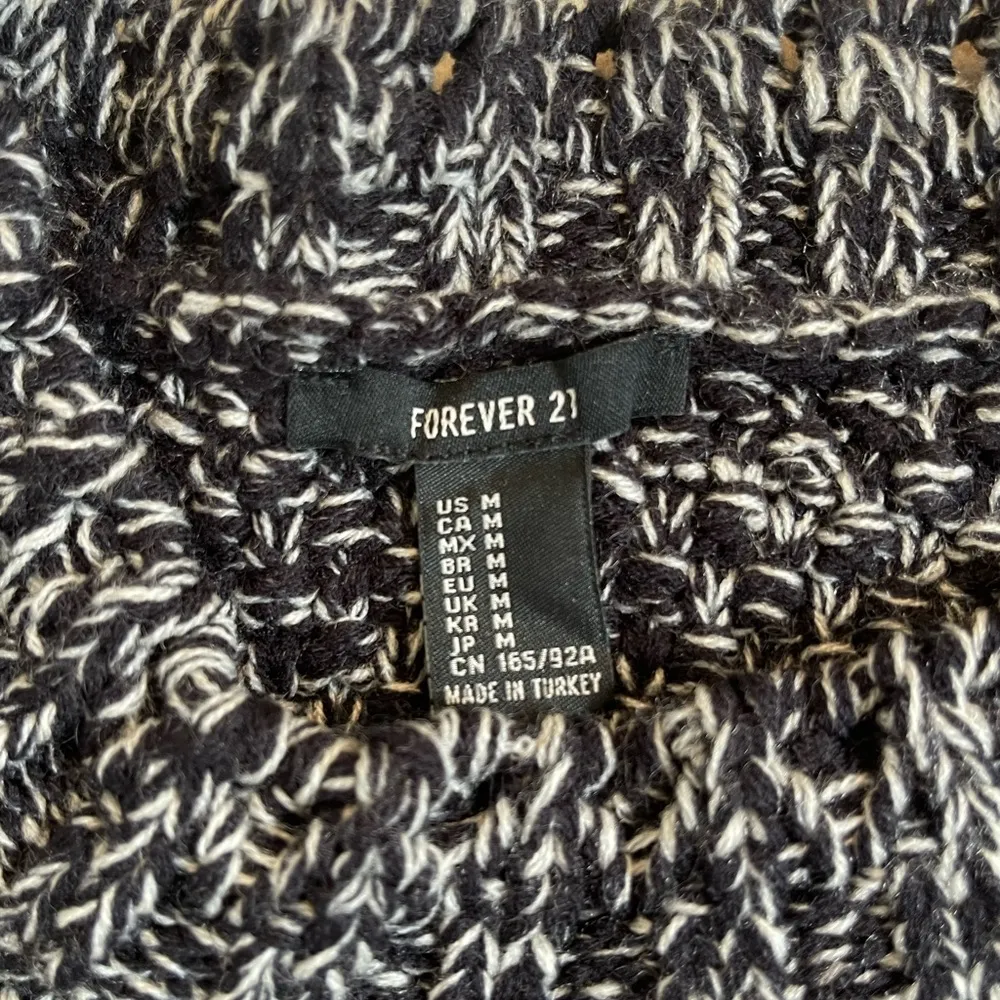 FOREVER 21
US M
CA M
MX M
BR M
EU M
UK M
KR M
JP M
CN 165/92A
MADE IN TURKEY